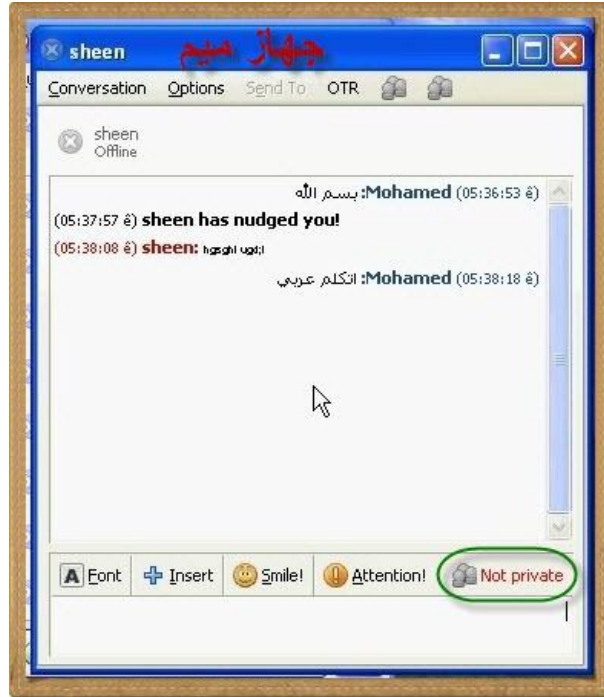 sheen جهاز ميم
Conversation Options Send To OTR
sheen
Offline
(05:36:53 ê) Mohamed: بسم الله
(05:37:57 ê) sheen has nudged you!
(05:38:08 ê) sheen: hgsghl ugd;l
(05:38:18 ê) Mohamed: اتكلم عربي
A Font Insert Smile! Attention! Not private